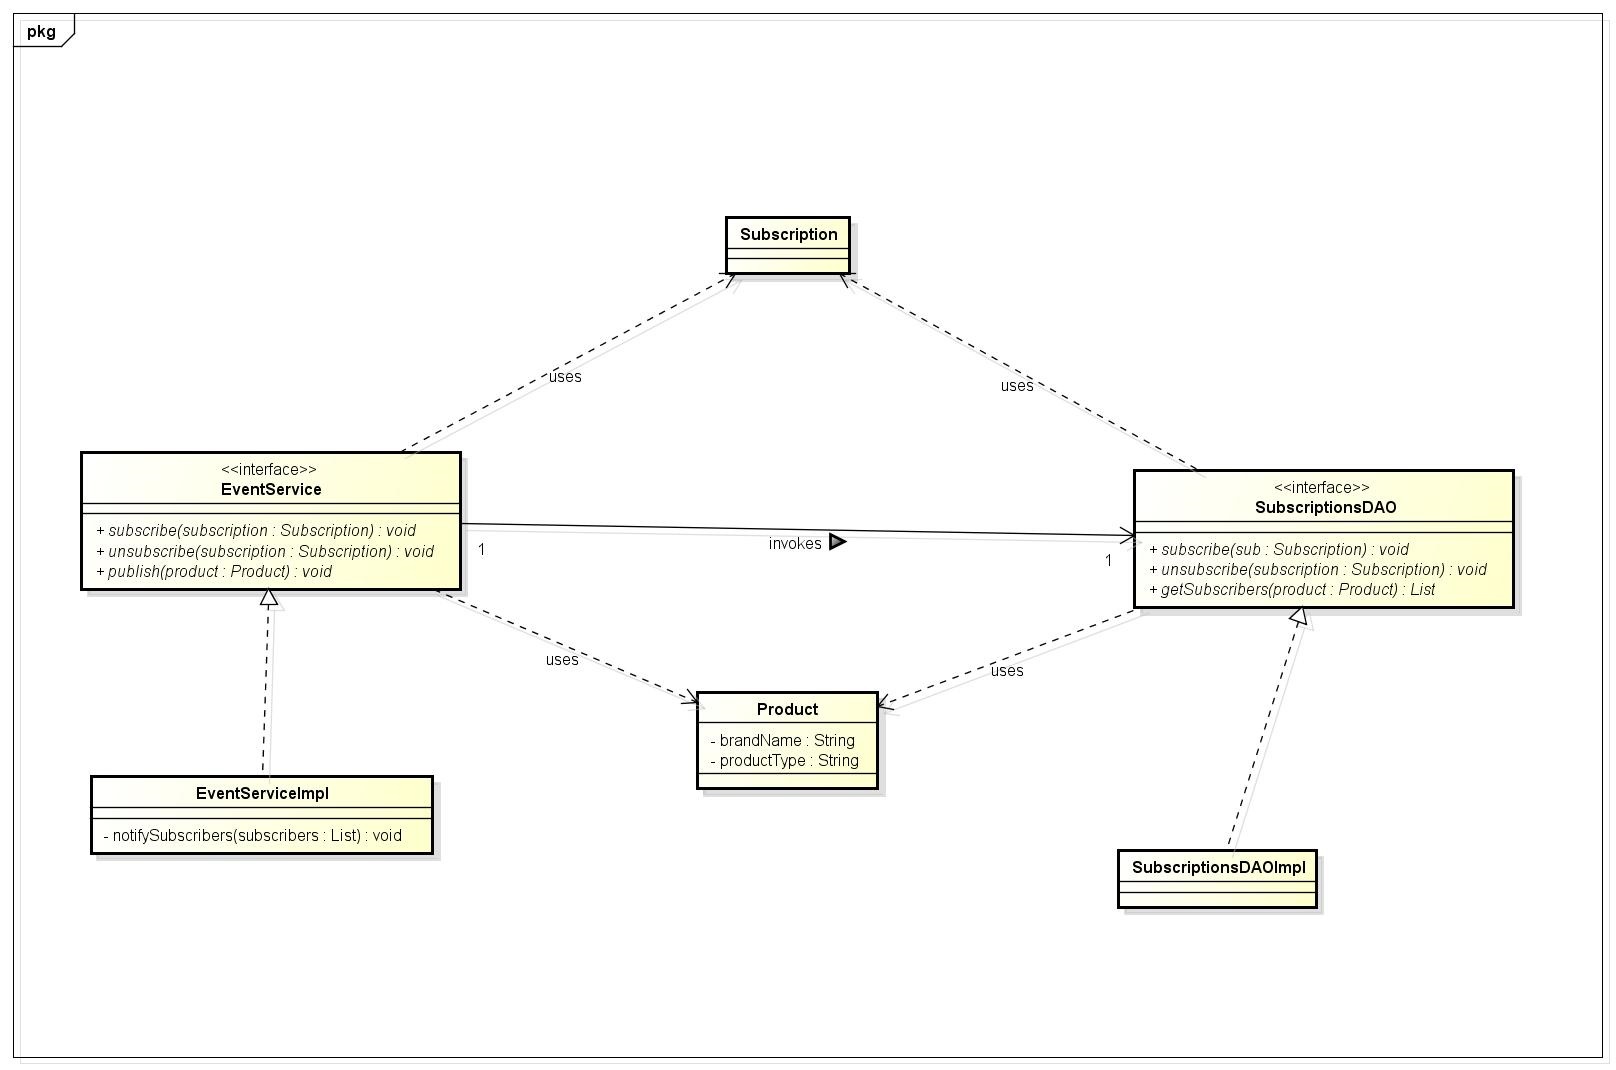 pkg
Subscription
uses
uses
<<interface>>
EventService
+ subscribe(subscription : Subscription) : void
+ unsubscribe(subscription : Subscription) : void
+ publish(product : Product) : void
1
invokes
1
<<interface>>
SubscriptionsDAO
+ subscribe(sub : Subscription) : void
+ unsubscribe(subscription : Subscription) : void
+ getSubscribers(product : Product) : List
uses
uses
Product
- brandName : String
- productType : String
EventServiceImpl
- notifySubscribers(subscribers : List) : void
SubscriptionsDAOImpl